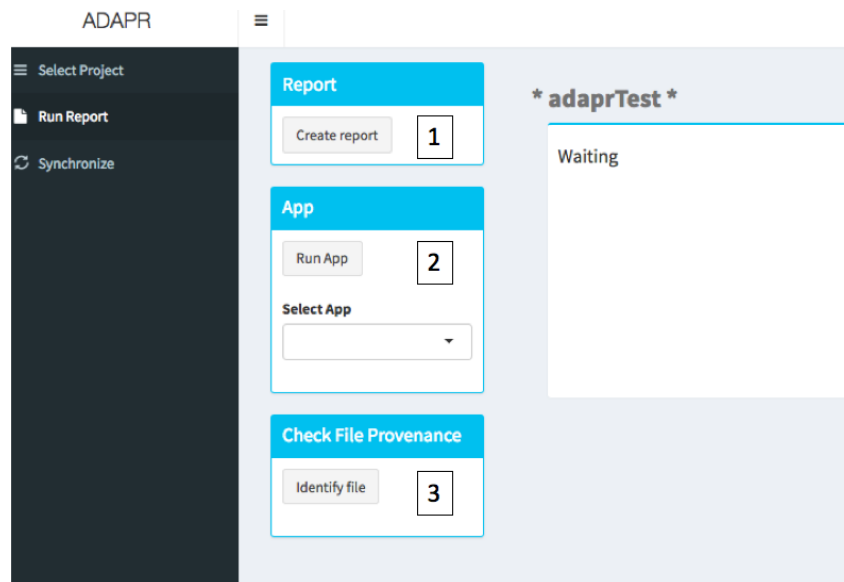 ADAPR
Select Project
Run Report
Synchronize
Report
Create report
1
App
Run App
2
Select App
Check File Provenance
Identify file
3
* adaprTest *
Waiting